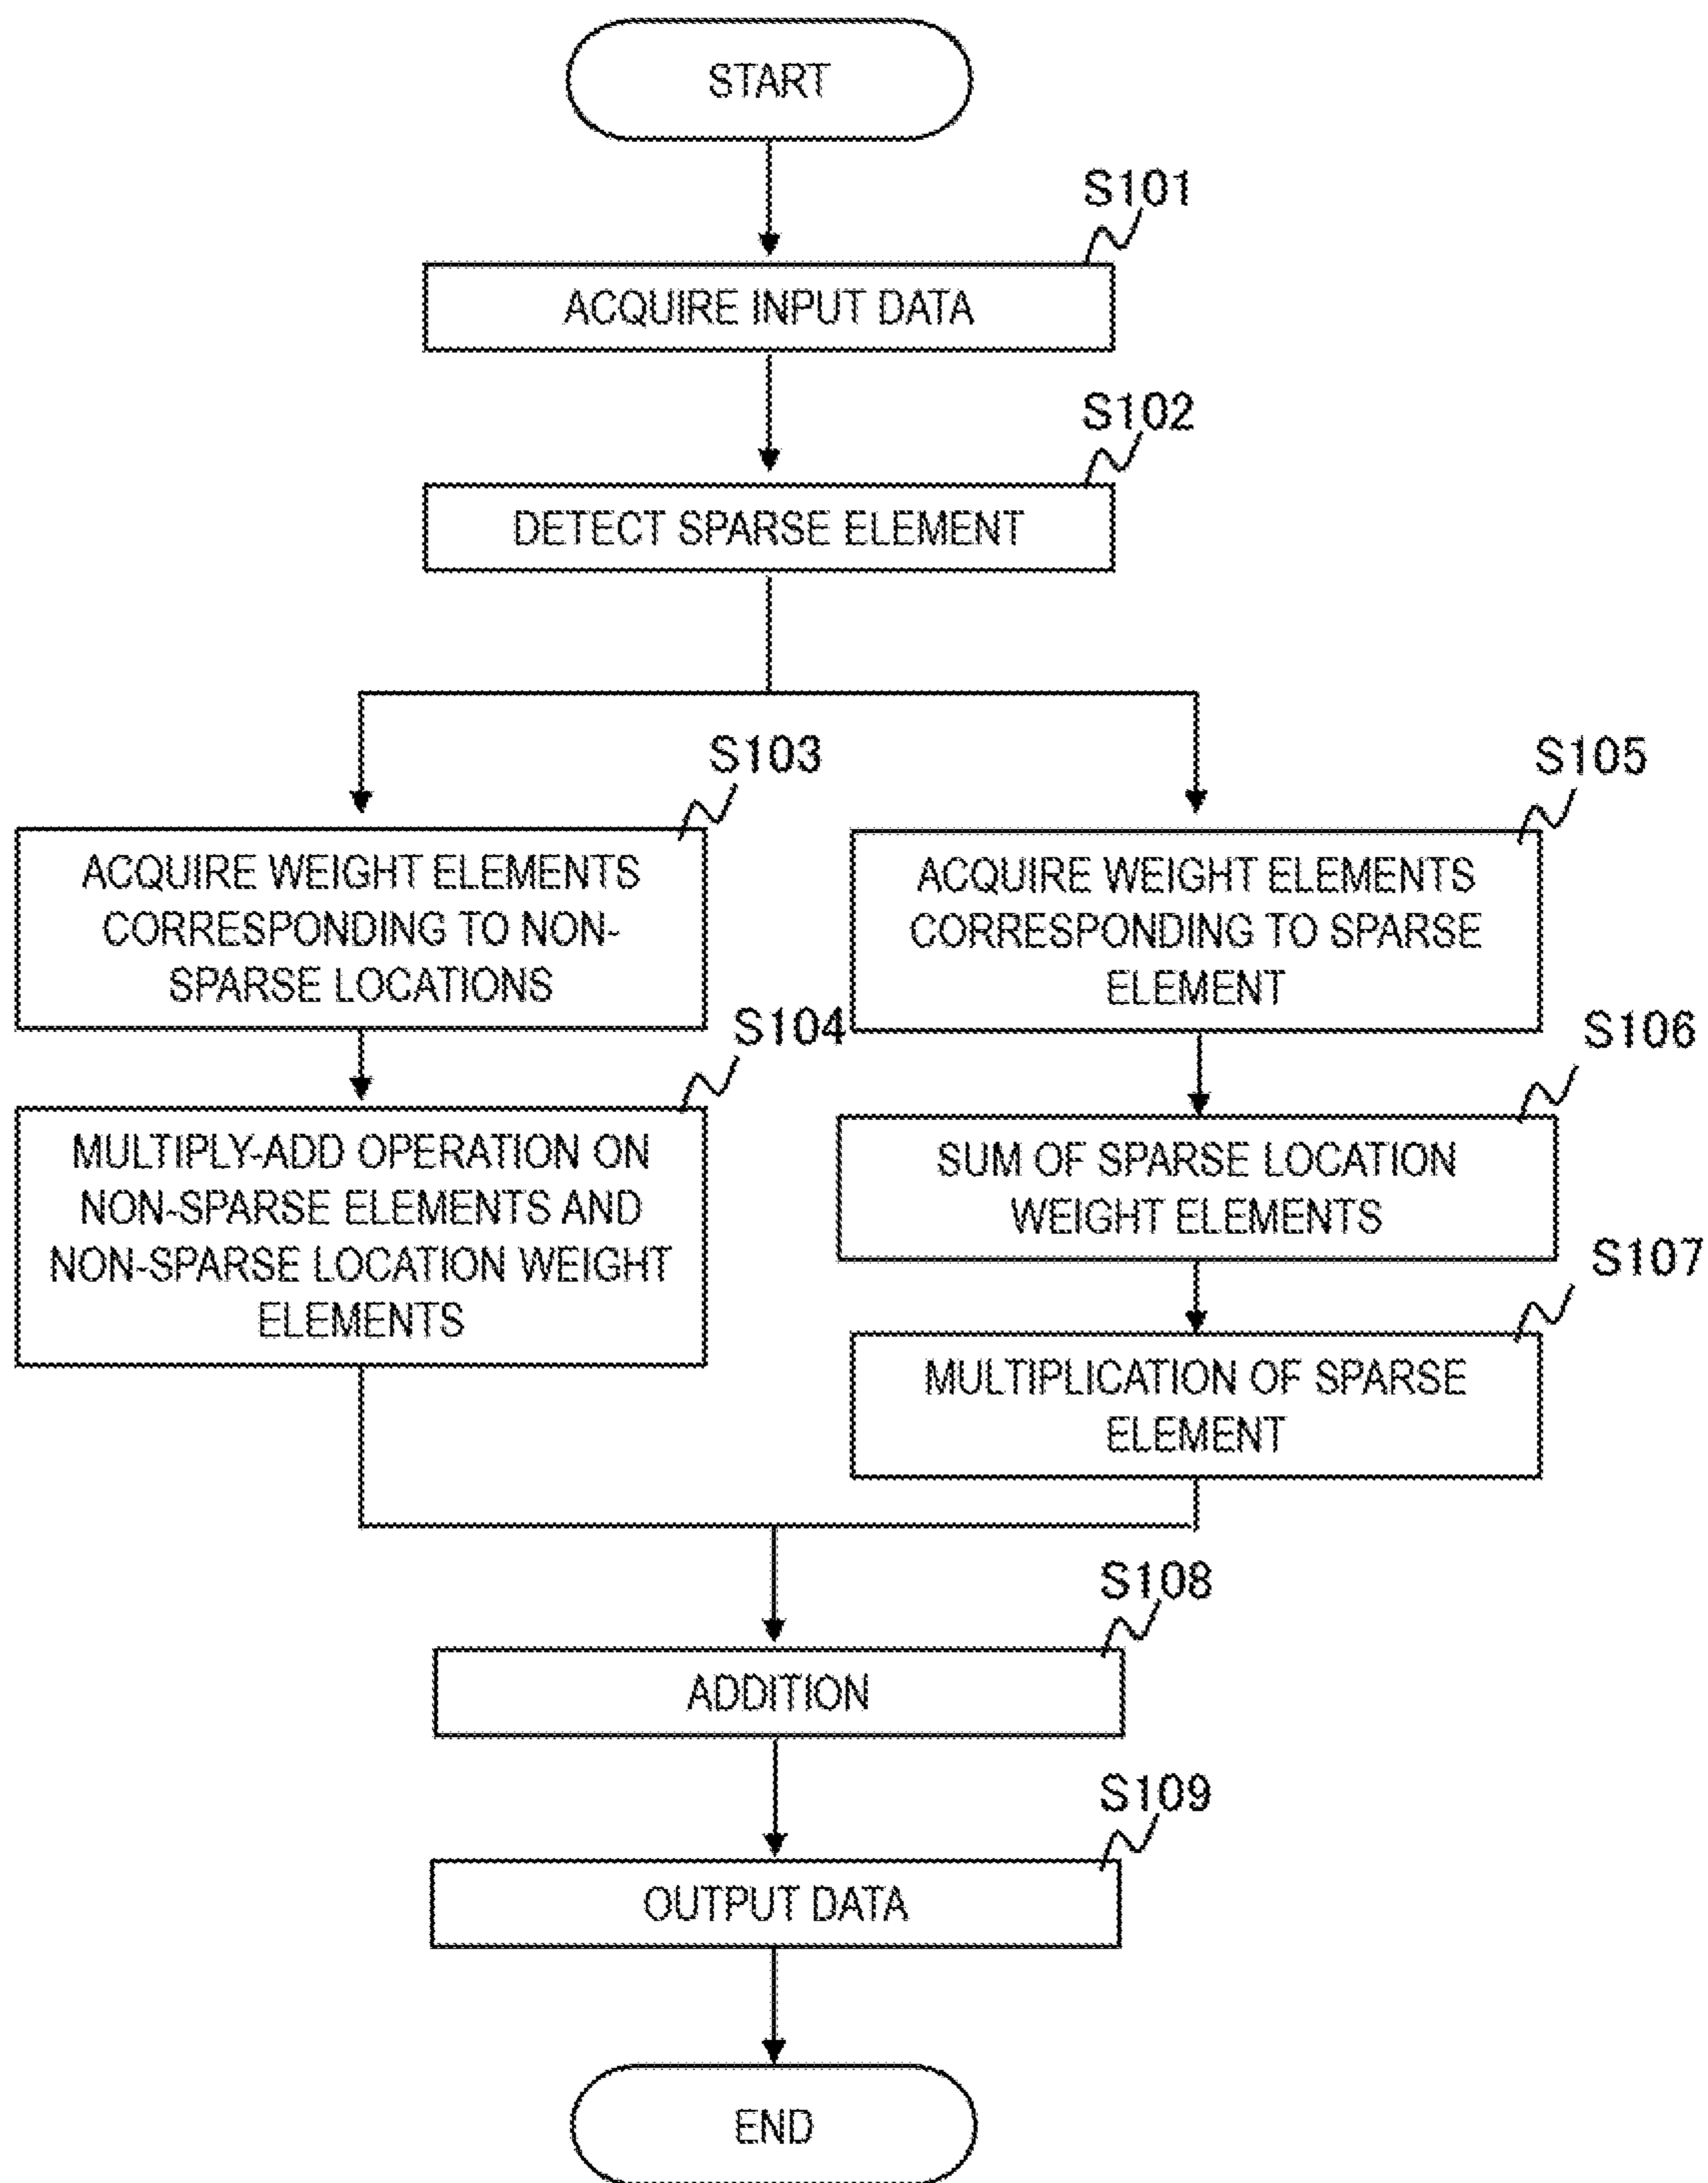 START
S101
ACQUIRE INPUT DATA
S102
DETECT SPARSE ELEMENT
S103
ACQUIRE WEIGHT ELEMENTS
CORRESPONDING TO NON-
SPARSE LOCATIONS
S104
MULTIPLY-ADD OPERATION ON
NON-SPARSE ELEMENTS AND
NON-SPARSE LOCATION WEIGHT
ELEMENTS
S105
ACQUIRE WEIGHT ELEMENTS
CORRESPONDING TO SPARSE
ELEMENT
S106
SUM OF SPARSE LOCATION
WEIGHT ELEMENTS
S107
MULTIPLICATION OF SPARSE
ELEMENT
S108
ADDITION
S109
OUTPUT DATA
END